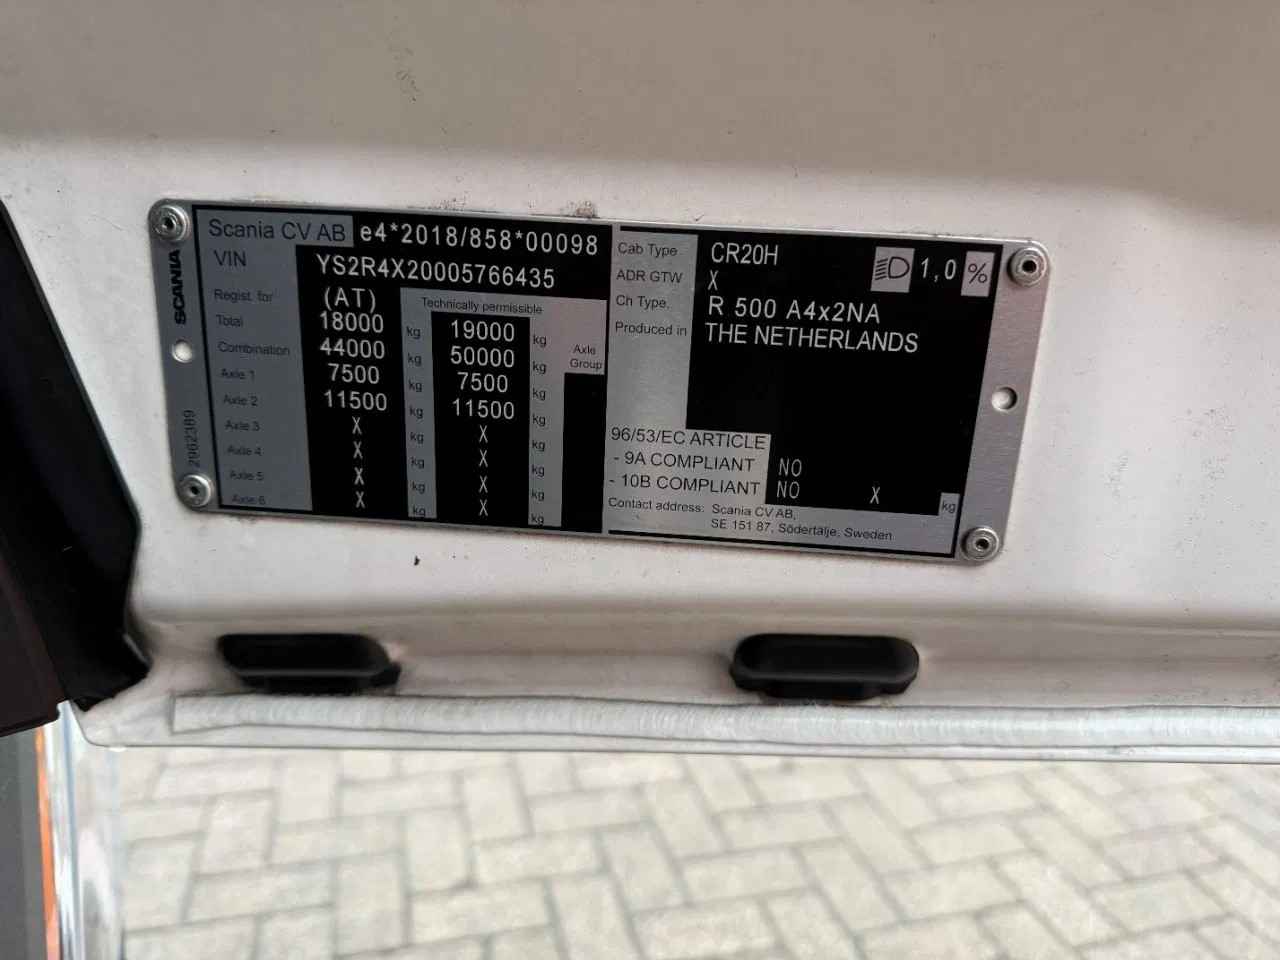 SCANIA
2962389
Scania CV AB e4*2018/858*00098
VIN YS2R4X20005766435
Regist. for (AT) Technically permissible
Total 18000 kg 19000 kg
Combination 44000 kg 50000 kg Axle Group
Axle 1 7500 kg 7500 kg
Axle 2 11500 kg 11500 kg
Axle 3 X kg X kg
Axle 4 X kg X kg
Axle 5 X kg X kg
Axle 6 X kg X kg
Cab Type CR20H 1,0 %
ADR GTW X
Ch Type. R 500 A4x2NA
Produced in THE NETHERLANDS
96/53/EC ARTICLE
- 9A COMPLIANT NO
- 10B COMPLIANT NO X kg
Contact address: Scania CV AB,
SE 151 87, Södertälje, Sweden